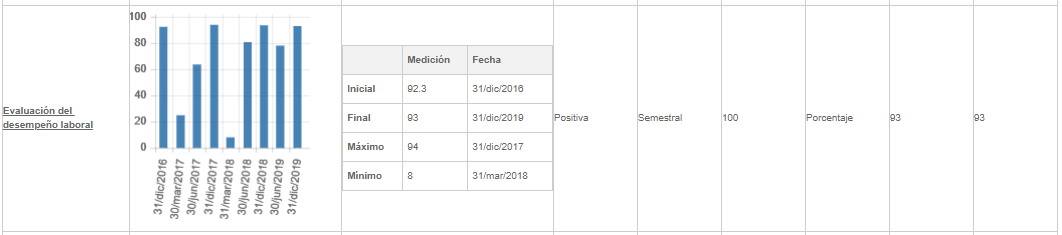 Evaluación del
desempeño laboral
100
80
60
40
20
0
31/dic/2016
30/mar/2017
30/jun/2017
31/dic/2017
31/mar/2018
30/jun/2018
31/dic/2018
30/jun/2019
31/dic/2019
Medición Fecha
Inicial 92.3 31/dic/2016
Final 93 31/dic/2019
Máximo 94 31/dic/2017
Mínimo 8 31/mar/2018
Positiva Semestral 100 Porcentaje 93 93